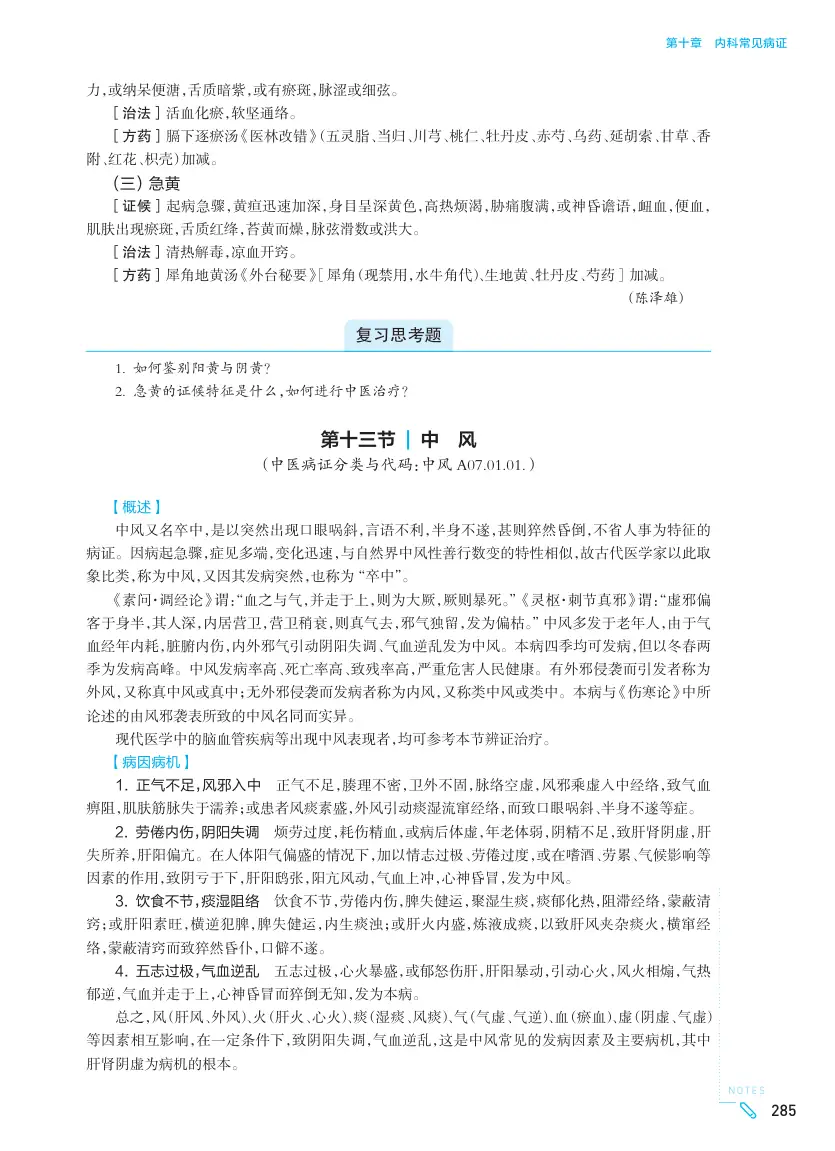 第十章　内科常见病证
力，或纳呆便溏，舌质暗紫，或有瘀斑，脉涩或细弦。
［治法］活血化瘀，软坚通络。
［方药］膈下逐瘀汤《医林改错》（五灵脂、当归、川芎、桃仁、牡丹皮、赤芍、乌药、延胡索、甘草、香
附、红花、枳壳）加减。
（三）急黄
［证候］起病急骤，黄疸迅速加深，身目呈深黄色，高热烦渴，胁痛腹满，或神昏谵语，衄血，便血，
肌肤出现瘀斑，舌质红绛，苔黄而燥，脉弦滑数或洪大。
［治法］清热解毒，凉血开窍。
［方药］犀角地黄汤《外台秘要》［犀角（现禁用，水牛角代）、生地黄、牡丹皮、芍药］加减。
（陈泽雄）
复习思考题
1. 如何鉴别阳黄与阴黄？
2. 急黄的证候特征是什么，如何进行中医治疗？
第十三节｜中　风
（中医病证分类与代码：中风 A07.01.01.）
【概述】
中风又名卒中，是以突然出现口眼㖞斜，言语不利，半身不遂，甚则猝然昏倒，不省人事为特征的
病证。因病起急骤，症见多端，变化迅速，与自然界中风性善行数变的特性相似，故古代医学家以此取
象比类，称为中风，又因其发病突然，也称为“卒中”。
《素问·调经论》谓：“血之与气，并走于上，则为大厥，厥则暴死。”《灵枢·刺节真邪》谓：“虚邪偏
客于身半，其入深，内居营卫，营卫稍衰，则真气去，邪气独留，发为偏枯。”中风多发于老年人，由于气
血经年内耗，脏腑内伤，内外邪气引动阴阳失调、气血逆乱发为中风。本病四季均可发病，但以冬春两
季为发病高峰。中风发病率高、死亡率高、致残率高，严重危害人民健康。有外邪侵袭而引发者称为
外风，又称真中风或真中；无外邪侵袭而发病者称为内风，又称类中风或类中。本病与《伤寒论》中所
论述的由风邪袭表所致的中风名同而实异。
现代医学中的脑血管疾病等出现中风表现者，均可参考本节辨证治疗。
【病因病机】
1. 正气不足，风邪入中　正气不足，腠理不密，卫外不固，脉络空虚，风邪乘虚入中经络，致气血
痹阻，肌肤筋脉失于濡养；或患者风痰素盛，外风引动痰湿流窜经络，而致口眼㖞斜、半身不遂等症。
2. 劳倦内伤，阴阳失调　烦劳过度，耗伤精血，或病后体虚，年老体弱，阴精不足，致肝肾阴虚，肝
失所养，肝阳偏亢。在人体阳气偏盛的情况下，加以情志过极、劳倦过度，或在嗜酒、劳累、气候影响等
因素的作用，致阴亏于下，肝阳鸱张，阳亢风动，气血上冲，心神昏冒，发为中风。
3. 饮食不节，痰湿阻络　饮食不节，劳倦内伤，脾失健运，聚湿生痰，痰郁化热，阻滞经络，蒙蔽清
窍；或肝阳素旺，横逆犯脾，脾失健运，内生痰浊；或肝火内盛，炼液成痰，以致肝风夹杂痰火，横窜经
络，蒙蔽清窍而致猝然昏仆，口僻不遂。
4. 五志过极，气血逆乱　五志过极，心火暴盛，或郁怒伤肝，肝阳暴动，引动心火，风火相煽，气热
郁逆，气血并走于上，心神昏冒而猝倒无知，发为本病。
总之，风（肝风、外风）、火（肝火、心火）、痰（湿痰、风痰）、气（气虚、气逆）、血（瘀血）、虚（阴虚、气虚）
等因素相互影响，在一定条件下，致阴阳失调，气血逆乱，这是中风常见的发病因素及主要病机，其中
肝肾阴虚为病机的根本。
NOTES
285